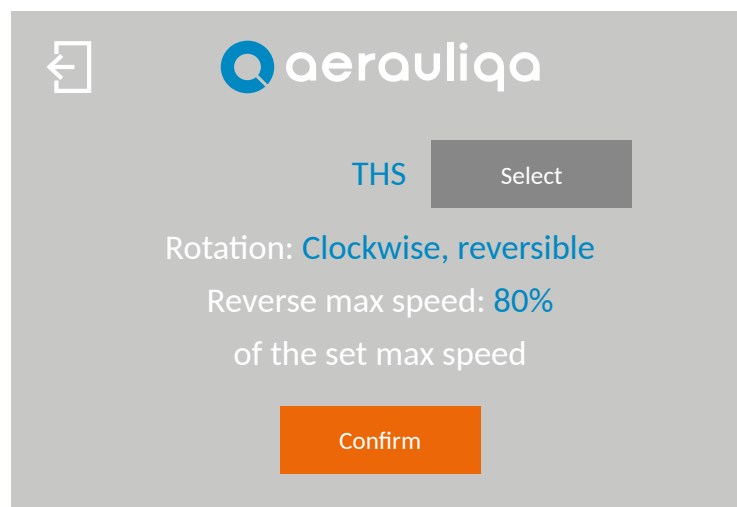 aerauliqa
THS Select
Rotation: Clockwise, reversible
Reverse max speed: 80%
of the set max speed
Confirm